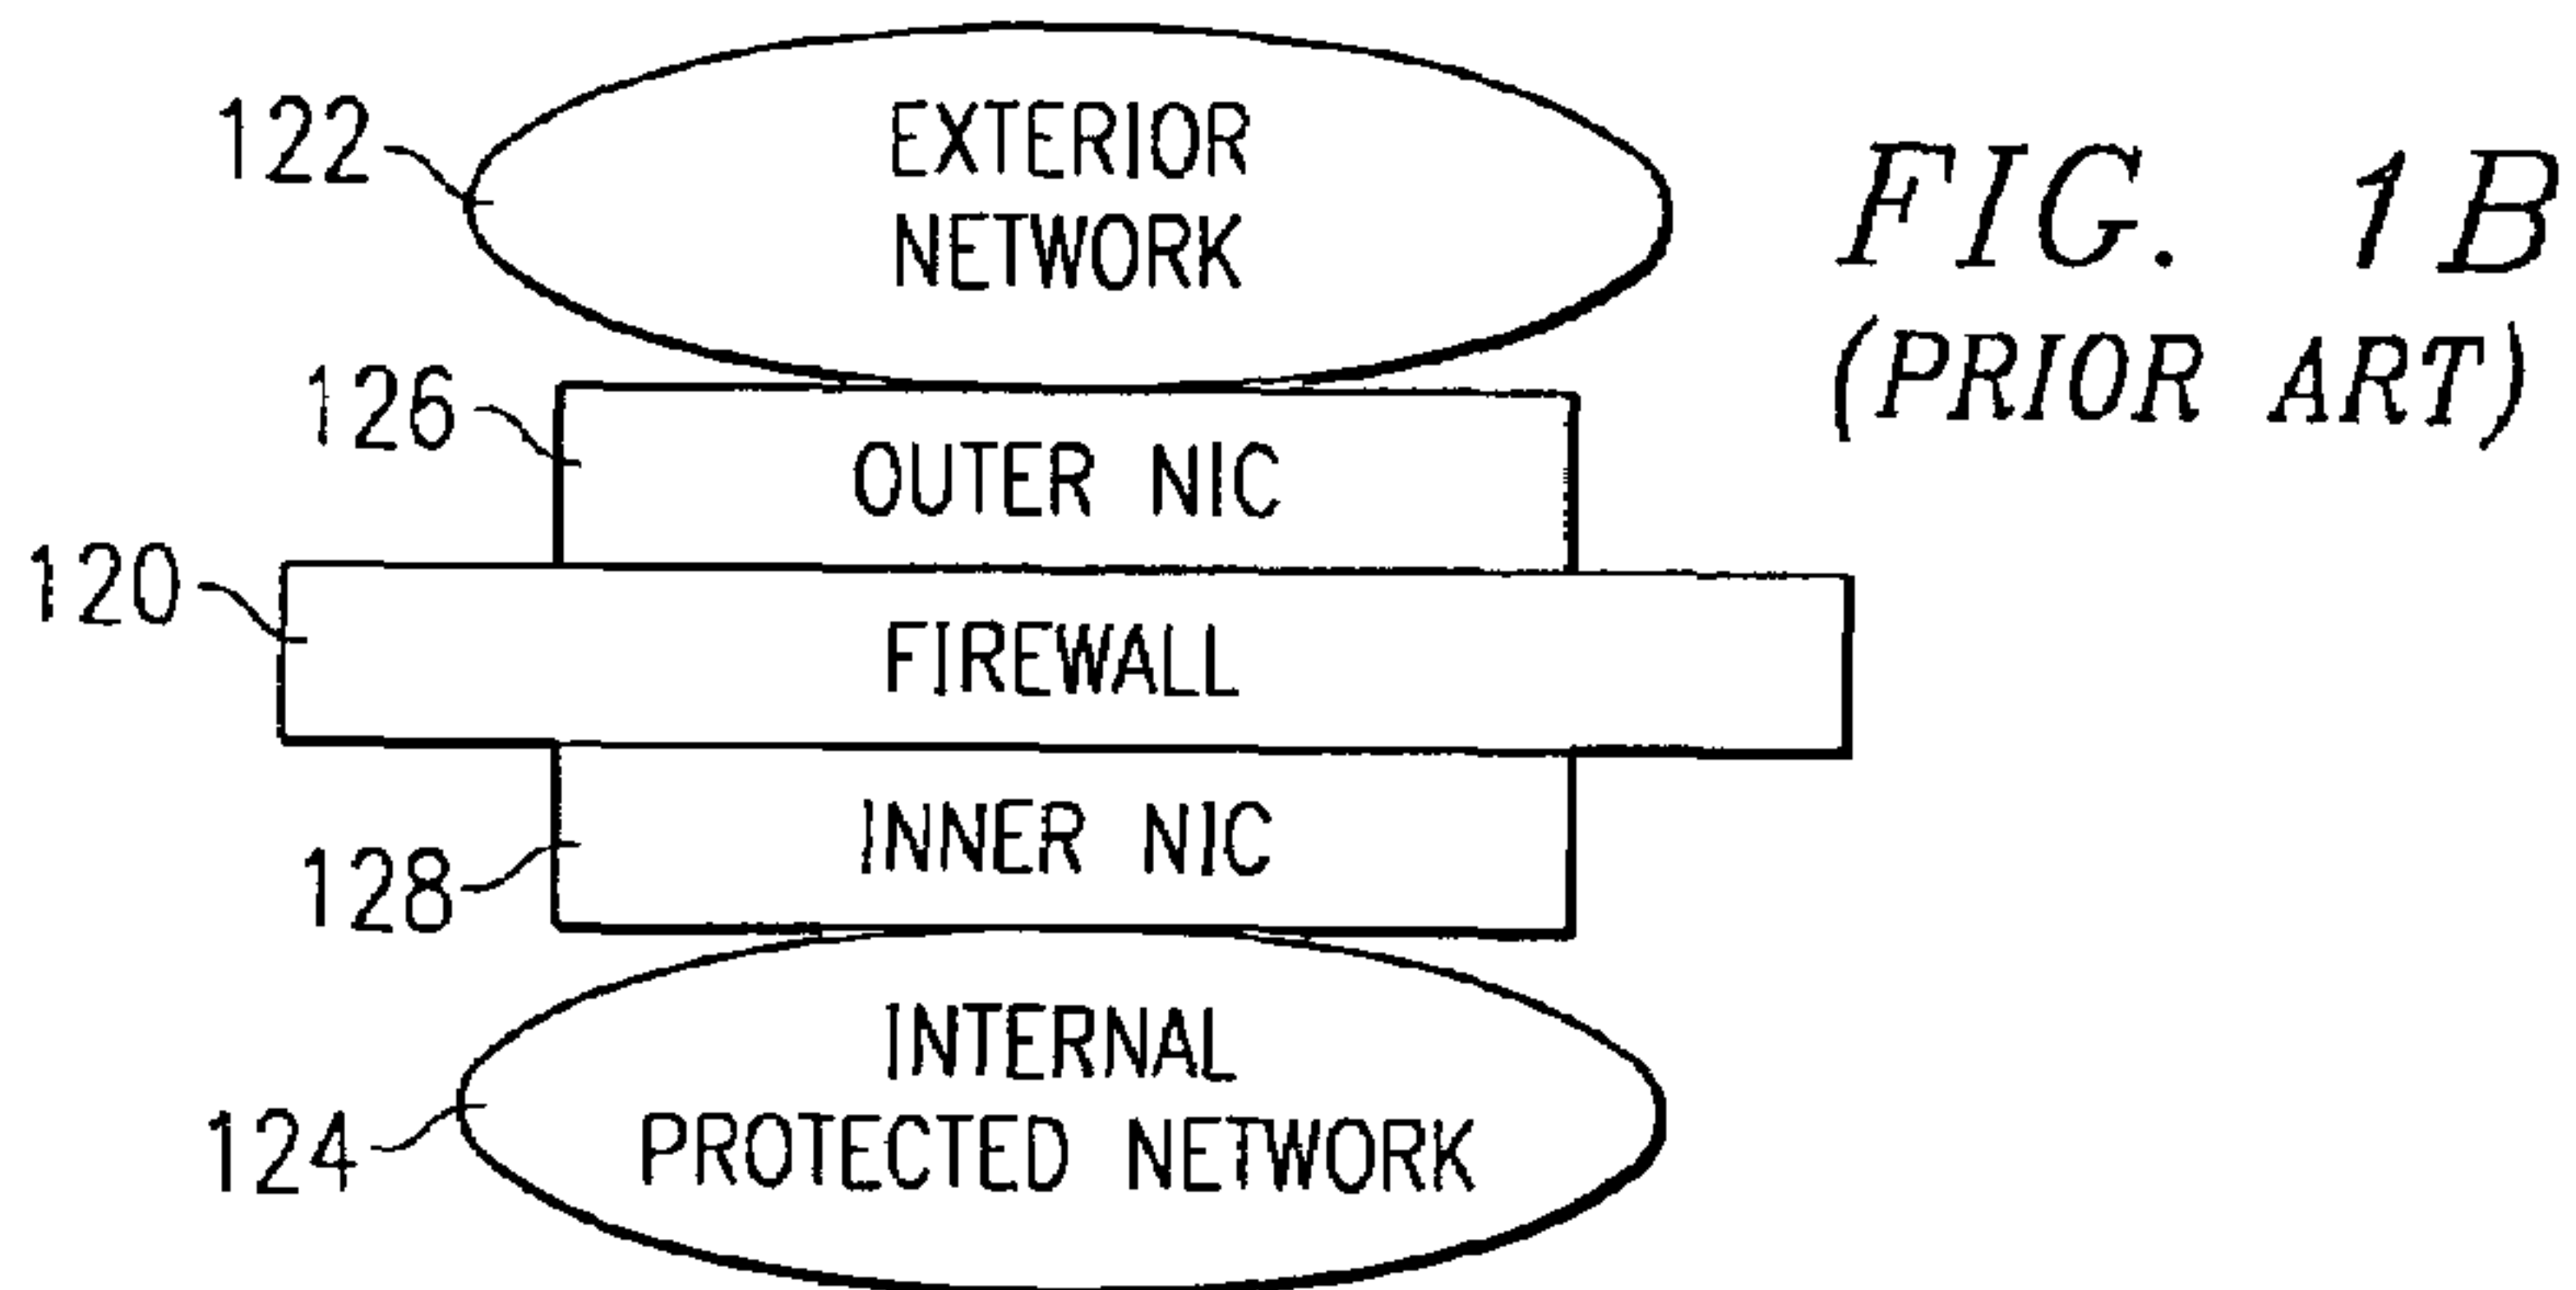 122
EXTERIOR
NETWORK
FIG. 1B
(PRIOR ART)
126
OUTER NIC
120
FIREWALL
128
INNER NIC
124
INTERNAL
PROTECTED NETWORK